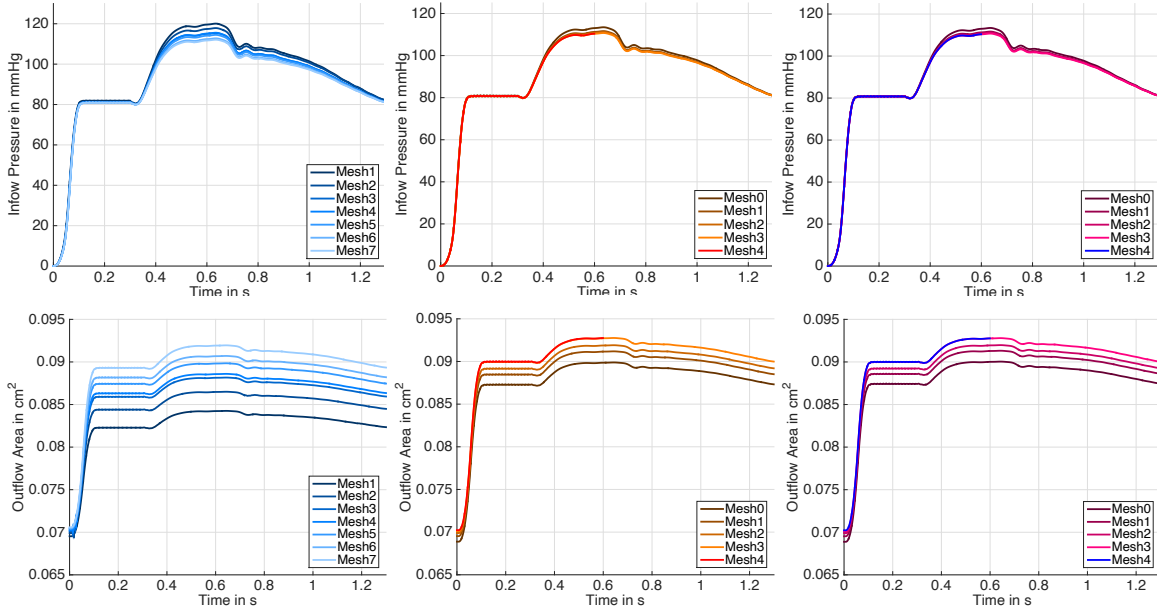 120
100
80
60
40
20
0
Infow Pressure in mmHg
Mesh1
Mesh2
Mesh3
Mesh4
Mesh5
Mesh6
Mesh7
0 0.2 0.4 0.6 0.8 1 1.2
Time in s
120
100
80
60
40
20
0
Infow Pressure in mmHg
Mesh0
Mesh1
Mesh2
Mesh3
Mesh4
0 0.2 0.4 0.6 0.8 1 1.2
Time in s
120
100
80
60
40
20
0
Infow Pressure in mmHg
Mesh0
Mesh1
Mesh2
Mesh3
Mesh4
0 0.2 0.4 0.6 0.8 1 1.2
Time in s
0.095
0.09
0.085
0.08
0.075
0.07
0.065
Outflow Area in cm²
Mesh1
Mesh2
Mesh3
Mesh4
Mesh5
Mesh6
Mesh7
0 0.2 0.4 0.6 0.8 1 1.2
Time in s
0.095
0.09
0.085
0.08
0.075
0.07
0.065
Outflow Area in cm²
Mesh0
Mesh1
Mesh2
Mesh3
Mesh4
0 0.2 0.4 0.6 0.8 1 1.2
Time in s
0.095
0.09
0.085
0.08
0.075
0.07
0.065
Outflow Area in cm²
Mesh0
Mesh1
Mesh2
Mesh3
Mesh4
0 0.2 0.4 0.6 0.8 1 1.2
Time in s